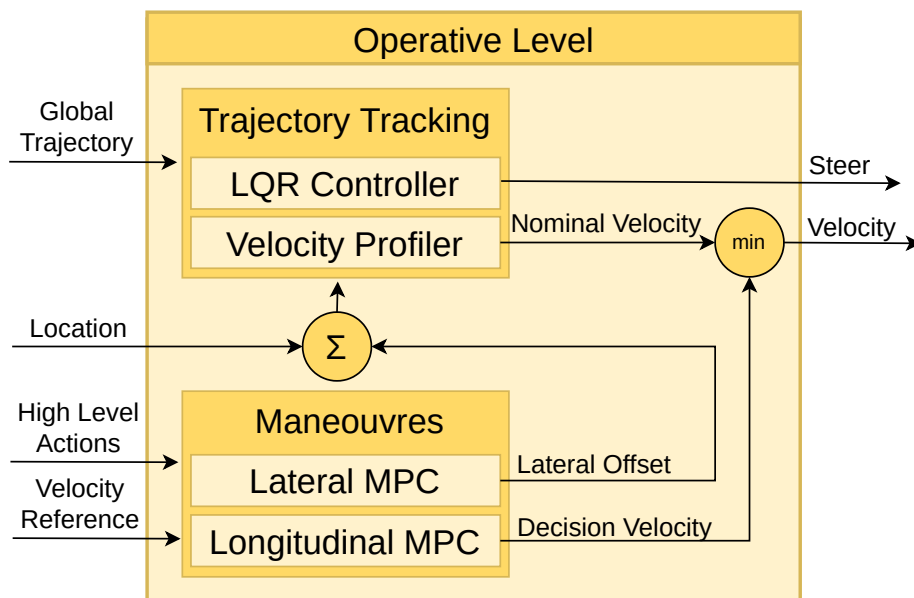 Operative Level
Global
Trajectory
Trajectory Tracking
LQR Controller
Steer
Velocity Profiler
Nominal Velocity
min
Velocity
Location
Σ
High Level
Actions
Maneouvres
Lateral MPC
Lateral Offset
Velocity
Reference
Longitudinal MPC
Decision Velocity